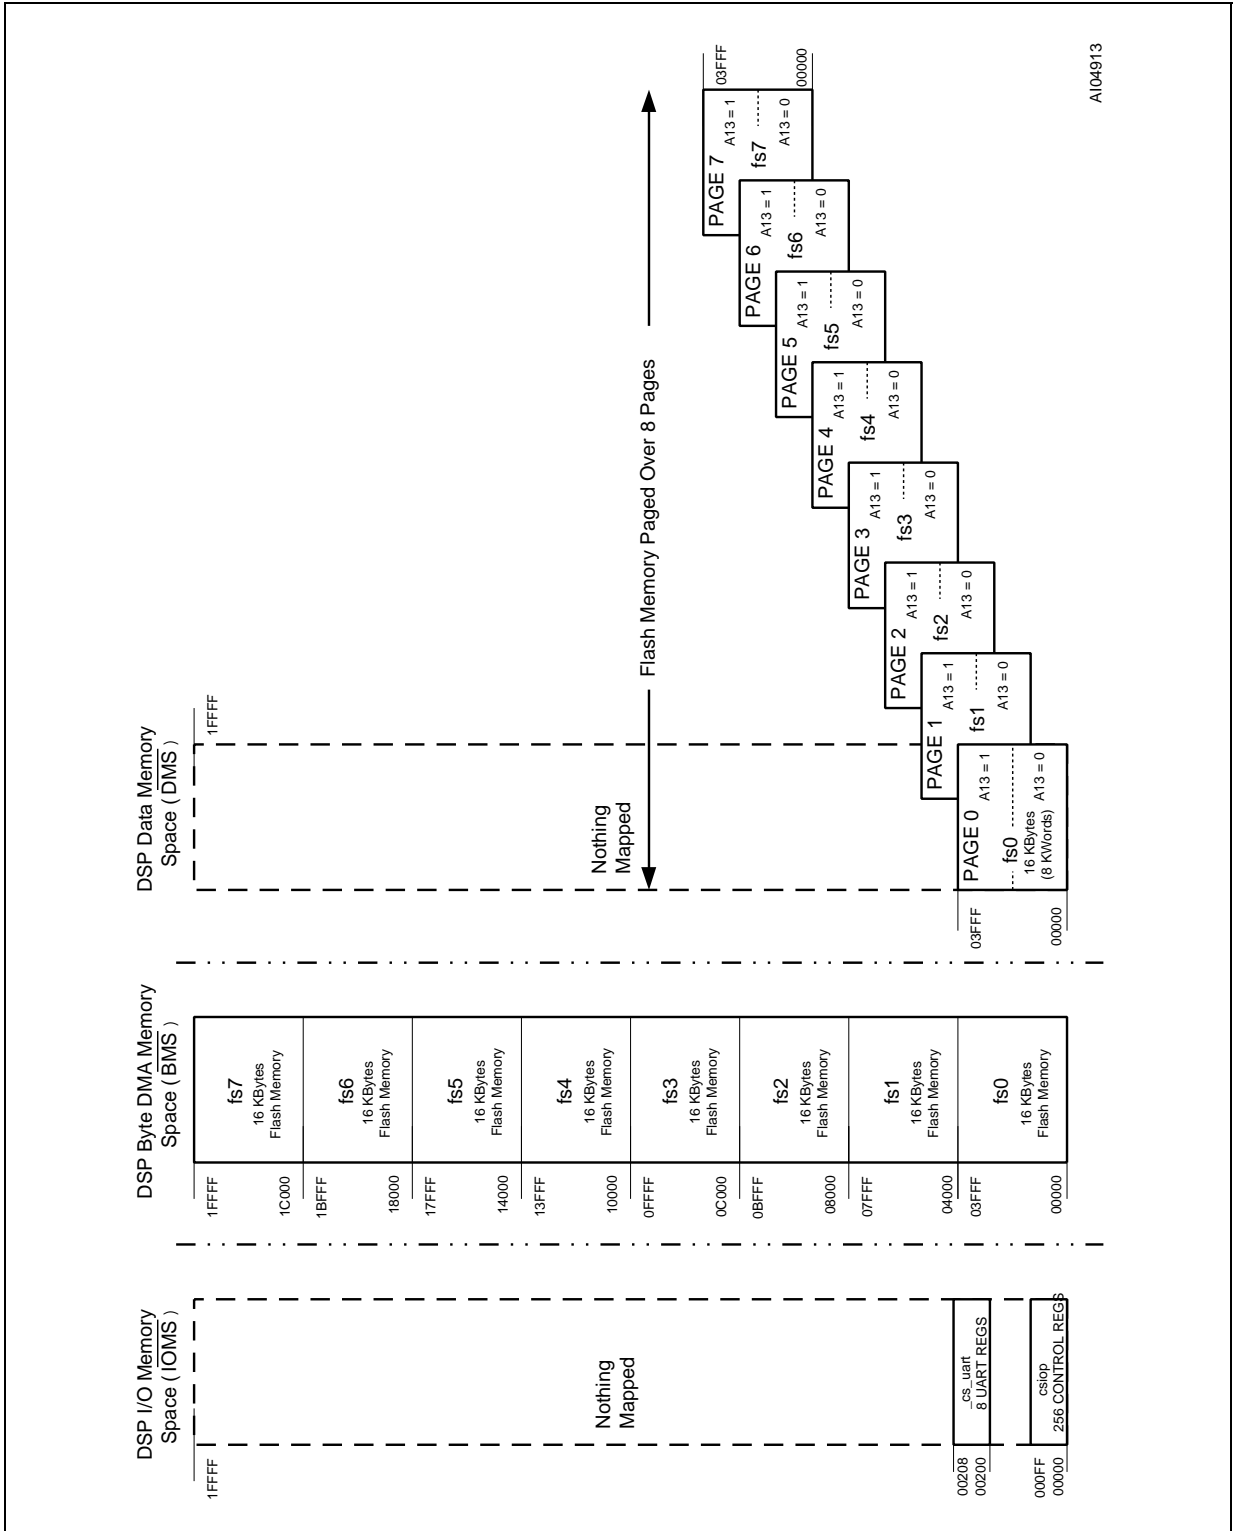 DSP I/O Memory
Space ( IOMS )
1FFFF
Nothing
Mapped
00208
00200
_cs_uart
8 UART REGS
000FF
00000
csiop
256 CONTROL REGS
DSP Byte DMA Memory
Space ( BMS )
1FFFF
fs7
16 KBytes
Flash Memory
1C000
1BFFF
fs6
16 KBytes
Flash Memory
18000
17FFF
fs5
16 KBytes
Flash Memory
14000
13FFF
fs4
16 KBytes
Flash Memory
10000
0FFFF
fs3
16 KBytes
Flash Memory
0C000
0BFFF
fs2
16 KBytes
Flash Memory
08000
07FFF
fs1
16 KBytes
Flash Memory
04000
03FFF
fs0
16 KBytes
Flash Memory
00000
DSP Data Memory
Space ( DMS )
1FFFF
Nothing
Mapped
Flash Memory Paged Over 8 Pages
03FFF
00000
PAGE 0
A13 = 1
fs0
16 KBytes
(8 KWords)
A13 = 0
PAGE 1
A13 = 1
fs1
A13 = 0
PAGE 2
A13 = 1
fs2
A13 = 0
PAGE 3
A13 = 1
fs3
A13 = 0
PAGE 4
A13 = 1
fs4
A13 = 0
PAGE 5
A13 = 1
fs5
A13 = 0
PAGE 6
A13 = 1
fs6
A13 = 0
PAGE 7
A13 = 1
fs7
A13 = 0
03FFF
00000
AI04913